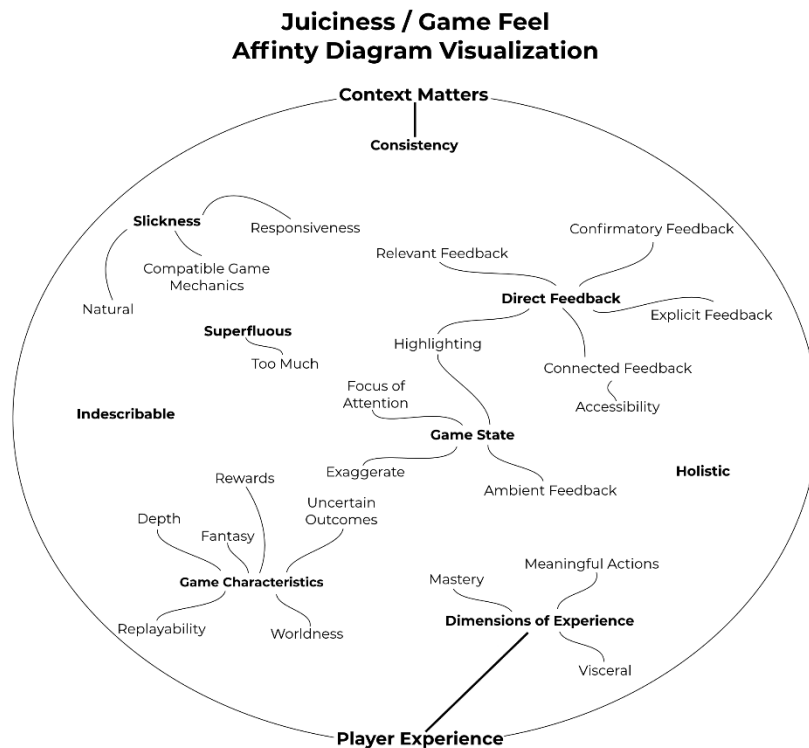 Juiciness / Game Feel
Affinty Diagram Visualization
Context Matters
Consistency
Slickness
Responsiveness
Compatible Game
Mechanics
Natural
Superfluous
Too Much
Relevant Feedback
Confirmatory Feedback
Direct Feedback
Explicit Feedback
Highlighting
Connected Feedback
Accessibility
Focus of
Attention
Indescribable
Game State
Holistic
Exaggerate
Ambient Feedback
Rewards
Uncertain
Outcomes
Depth
Fantasy
Game Characteristics
Replayability
Worldness
Meaningful Actions
Mastery
Dimensions of Experience
Visceral
Player Experience